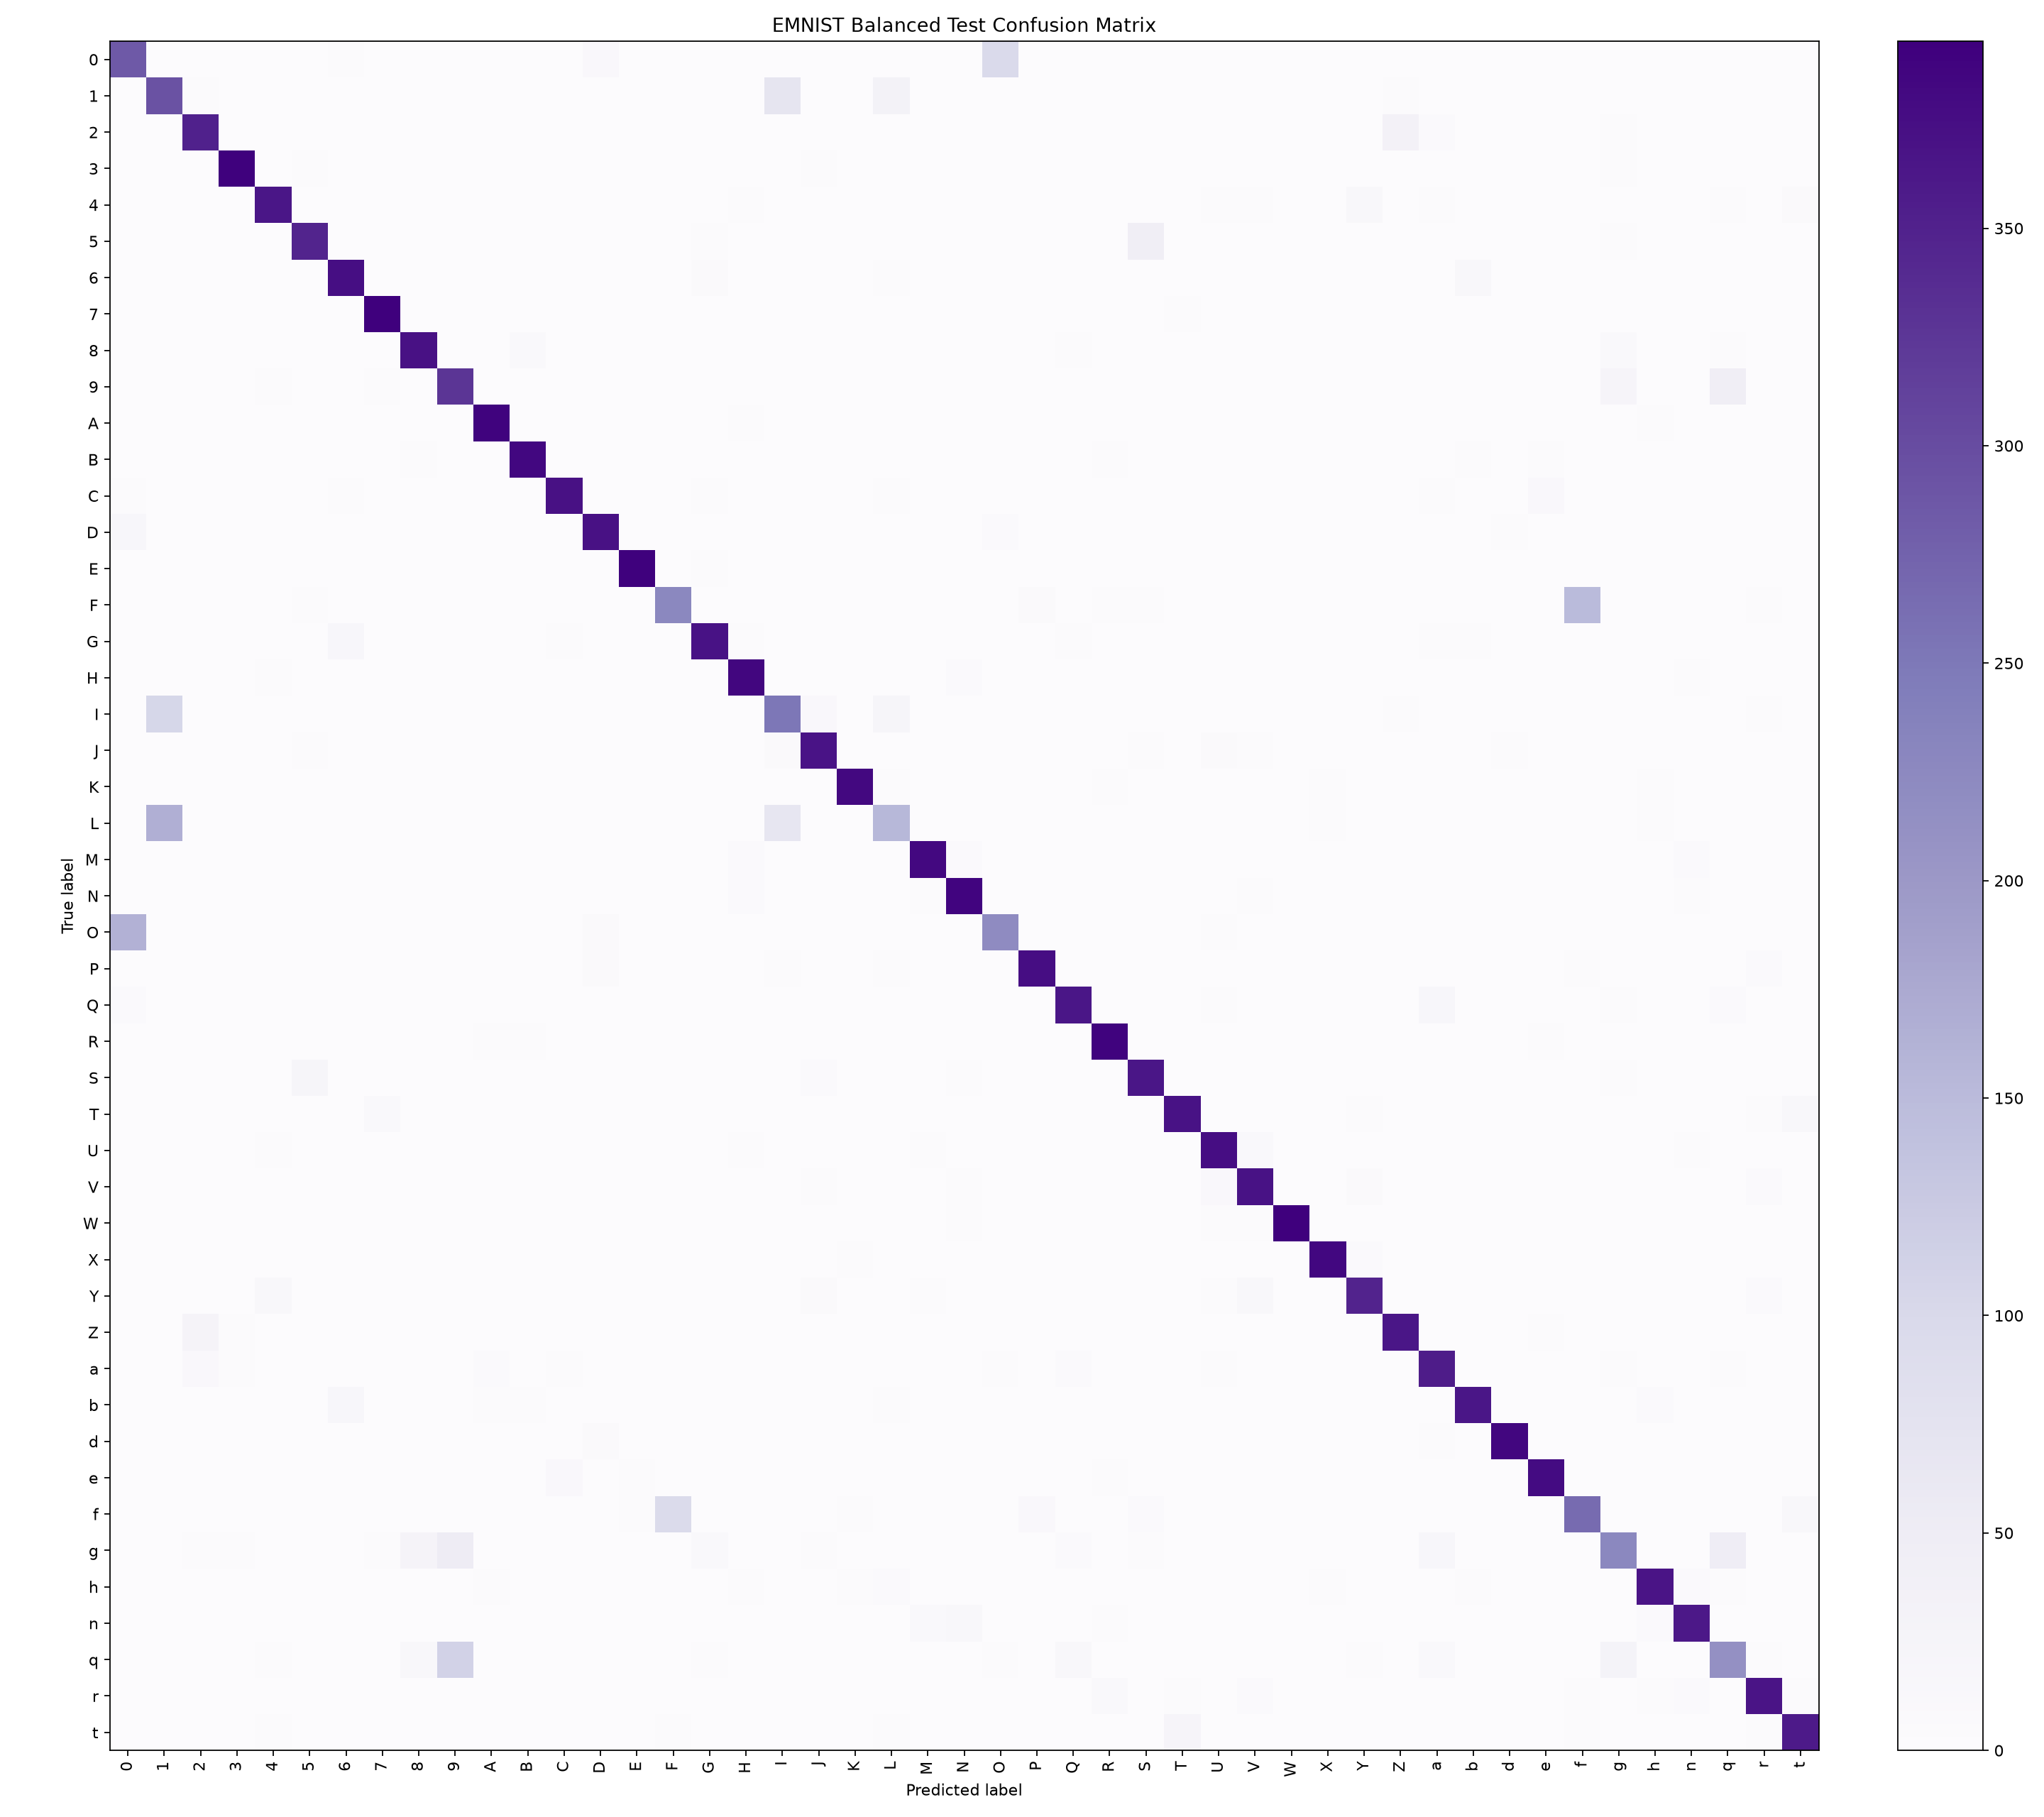 EMNIST Balanced Test Confusion Matrix
0
1
2
3
4
5
6
7
8
9
A
B
C
D
E
F
G
H
I
J
K
L
M
N
O
P
Q
R
S
T
U
V
W
X
Y
Z
a
b
d
e
f
g
h
n
q
r
t
True label
0 1 2 3 4 5 6 7 8 9 A B C D E F G H I J K L M N O P Q R S T U V W X Y Z a b d e f g h n q r t
Predicted label
350
300
250
200
150
100
50
0